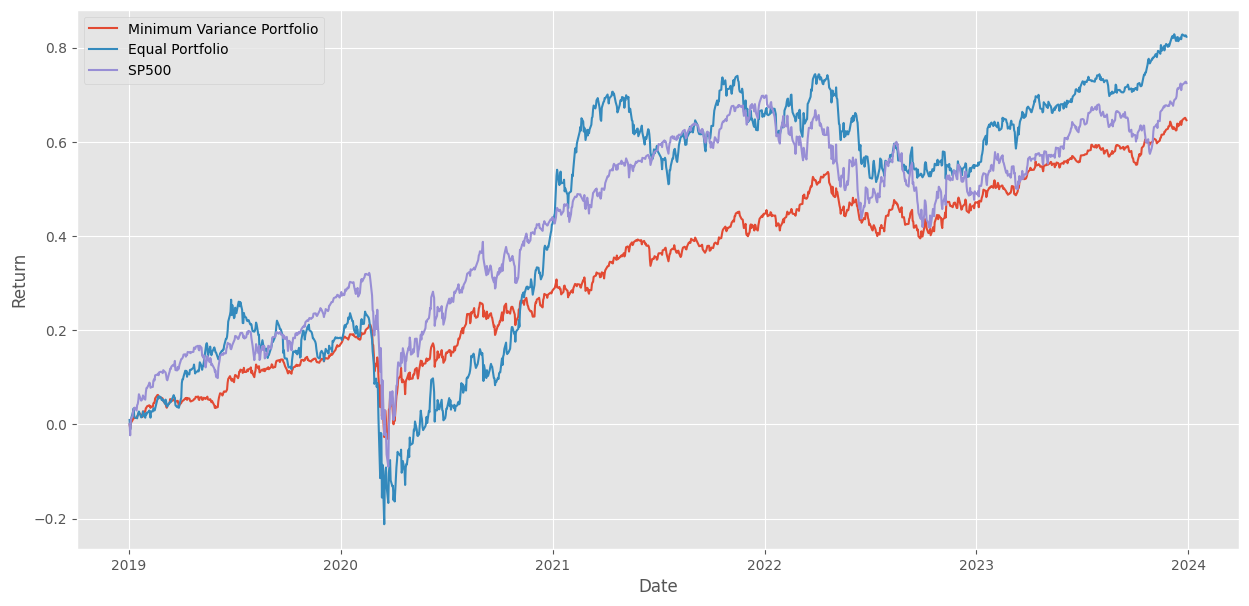 Minimum Variance Portfolio
Equal Portfolio
SP500
Return
0.8
0.6
0.4
0.2
0.0
−0.2
2019 2020 2021 2022 2023 2024
Date